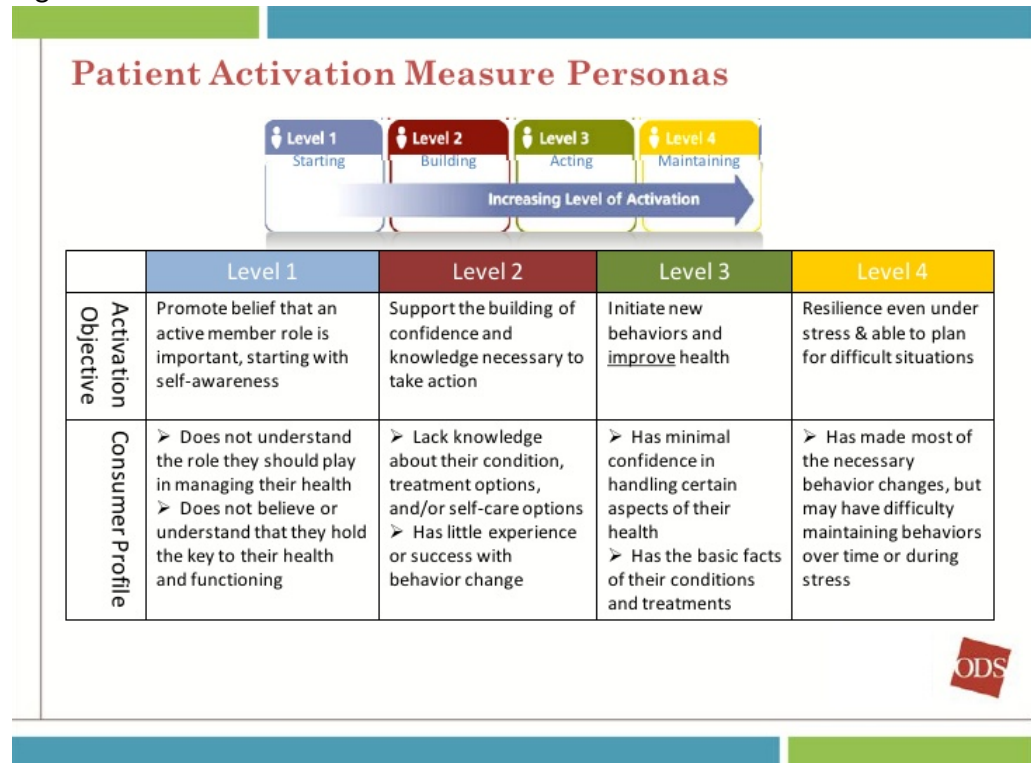 Patient Activation Measure Personas
Level 1
Starting
Level 2
Building
Level 3
Acting
Level 4
Maintaining
Increasing Level of Activation
Level 1
Level 2
Level 3
Level 4
Activation
Objective
Promote belief that an
active member role is
important, starting with
self-awareness
Support the building of
confidence and
knowledge necessary to
take action
Initiate new
behaviors and
improve health
Resilience even under
stress & able to plan
for difficult situations
Consumer Profile
➢ Does not understand
the role they should play
in managing their health
➢ Does not believe or
understand that they hold
the key to their health
and functioning
➢ Lack knowledge
about their condition,
treatment options,
and/or self-care options
➢ Has little experience
or success with
behavior change
➢ Has minimal
confidence in
handling certain
aspects of their
health
➢ Has the basic facts
of their conditions
and treatments
➢ Has made most of
the necessary
behavior changes, but
may have difficulty
maintaining behaviors
over time or during
stress
ODS